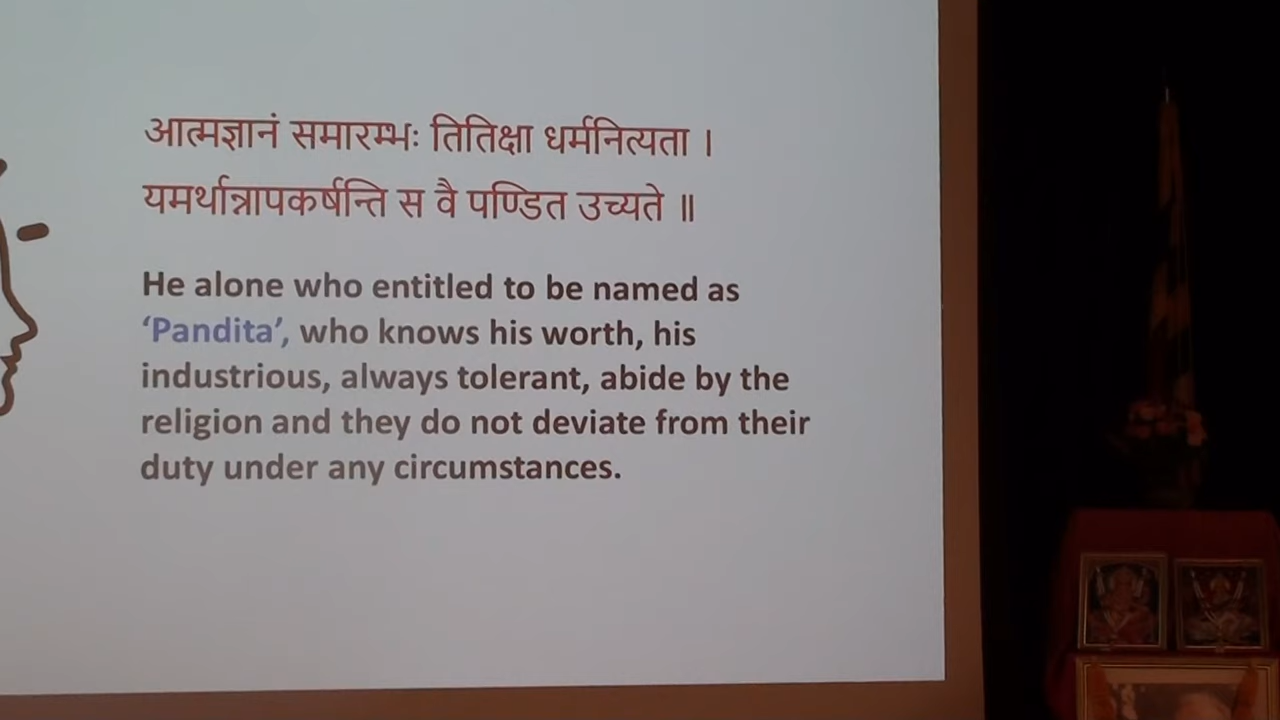 आत्मज्ञानं समारम्भः तितिक्षा धर्मनित्यता ।
यमर्थान्नापकर्षन्ति स वै पण्डित उच्यते ॥
He alone who entitled to be named as
‘Pandita’, who knows his worth, his
industrious, always tolerant, abide by the
religion and they do not deviate from their
duty under any circumstances.